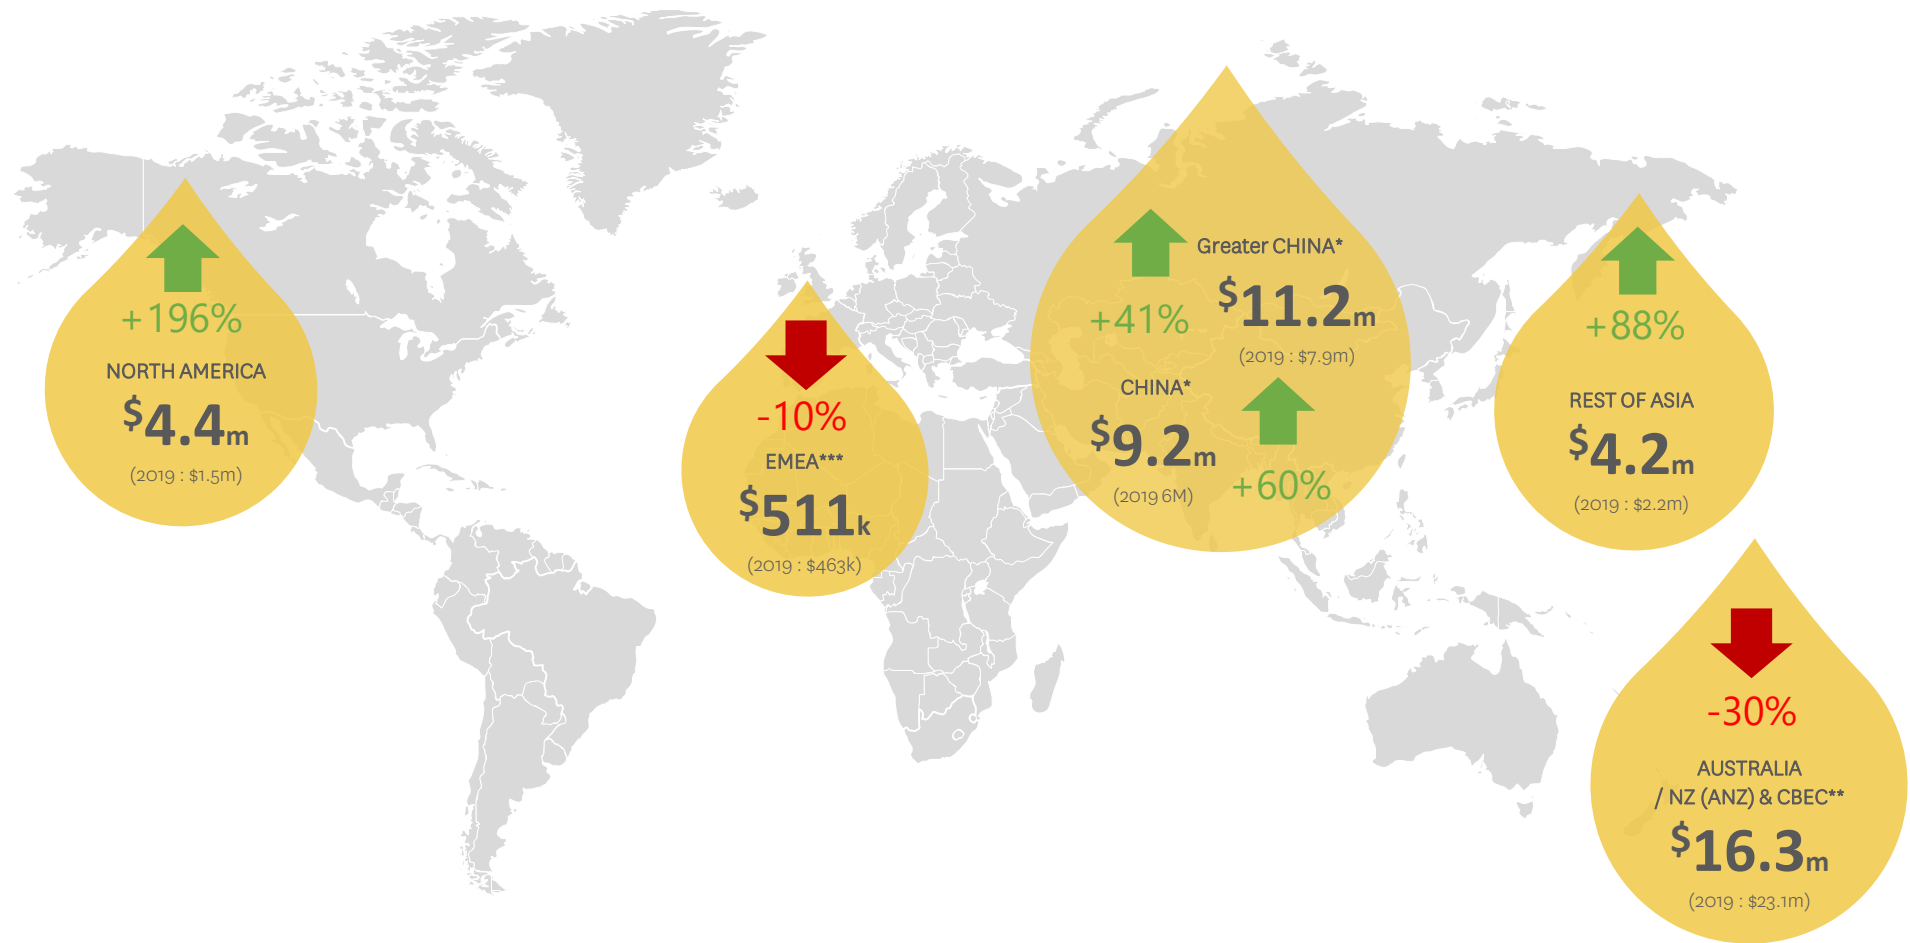 +196%
NORTH AMERICA
$4.4m
(2019 : $1.5m)
-10%
EMEA***
$511k
(2019 : $463k)
Greater CHINA*
+41%
$11.2m
(2019 : $7.9m)
CHINA*
$9.2m
(2019 6M)
+60%
+88%
REST OF ASIA
$4.2m
(2019 : $2.2m)
-30%
AUSTRALIA
/ NZ (ANZ) & CBEC**
$16.3m
(2019 : $23.1m)